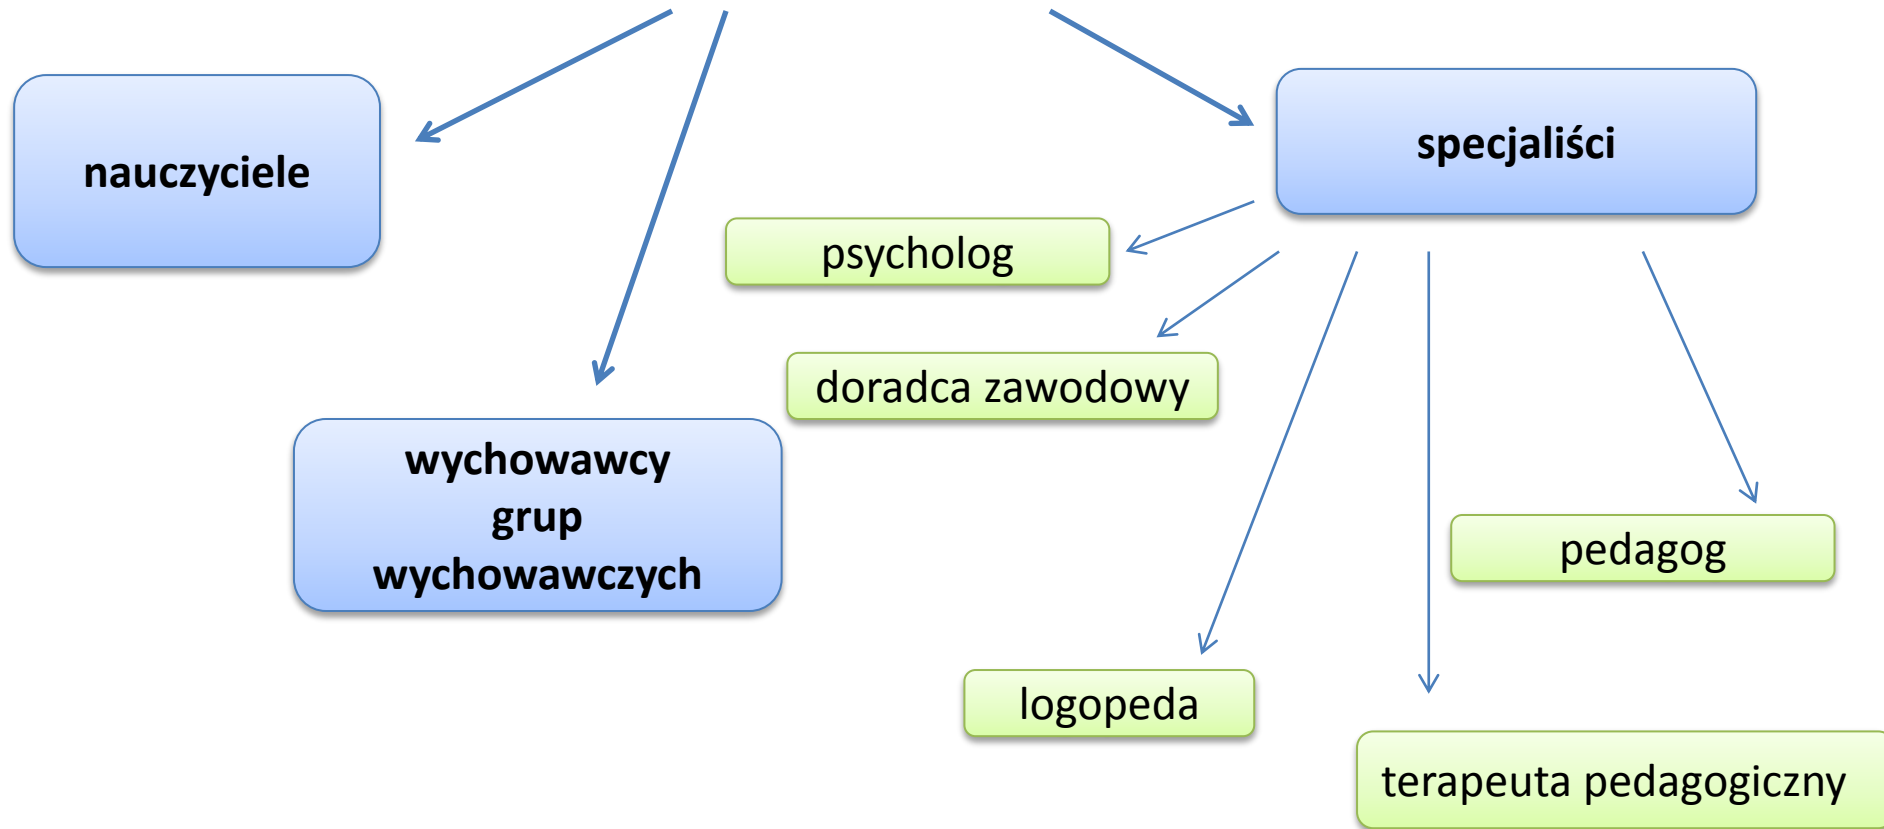 nauczyciele
specjaliści
psycholog
doradca zawodowy
wychowawcy
grup
wychowawczych
pedagog
logopeda
terapeuta pedagogiczny